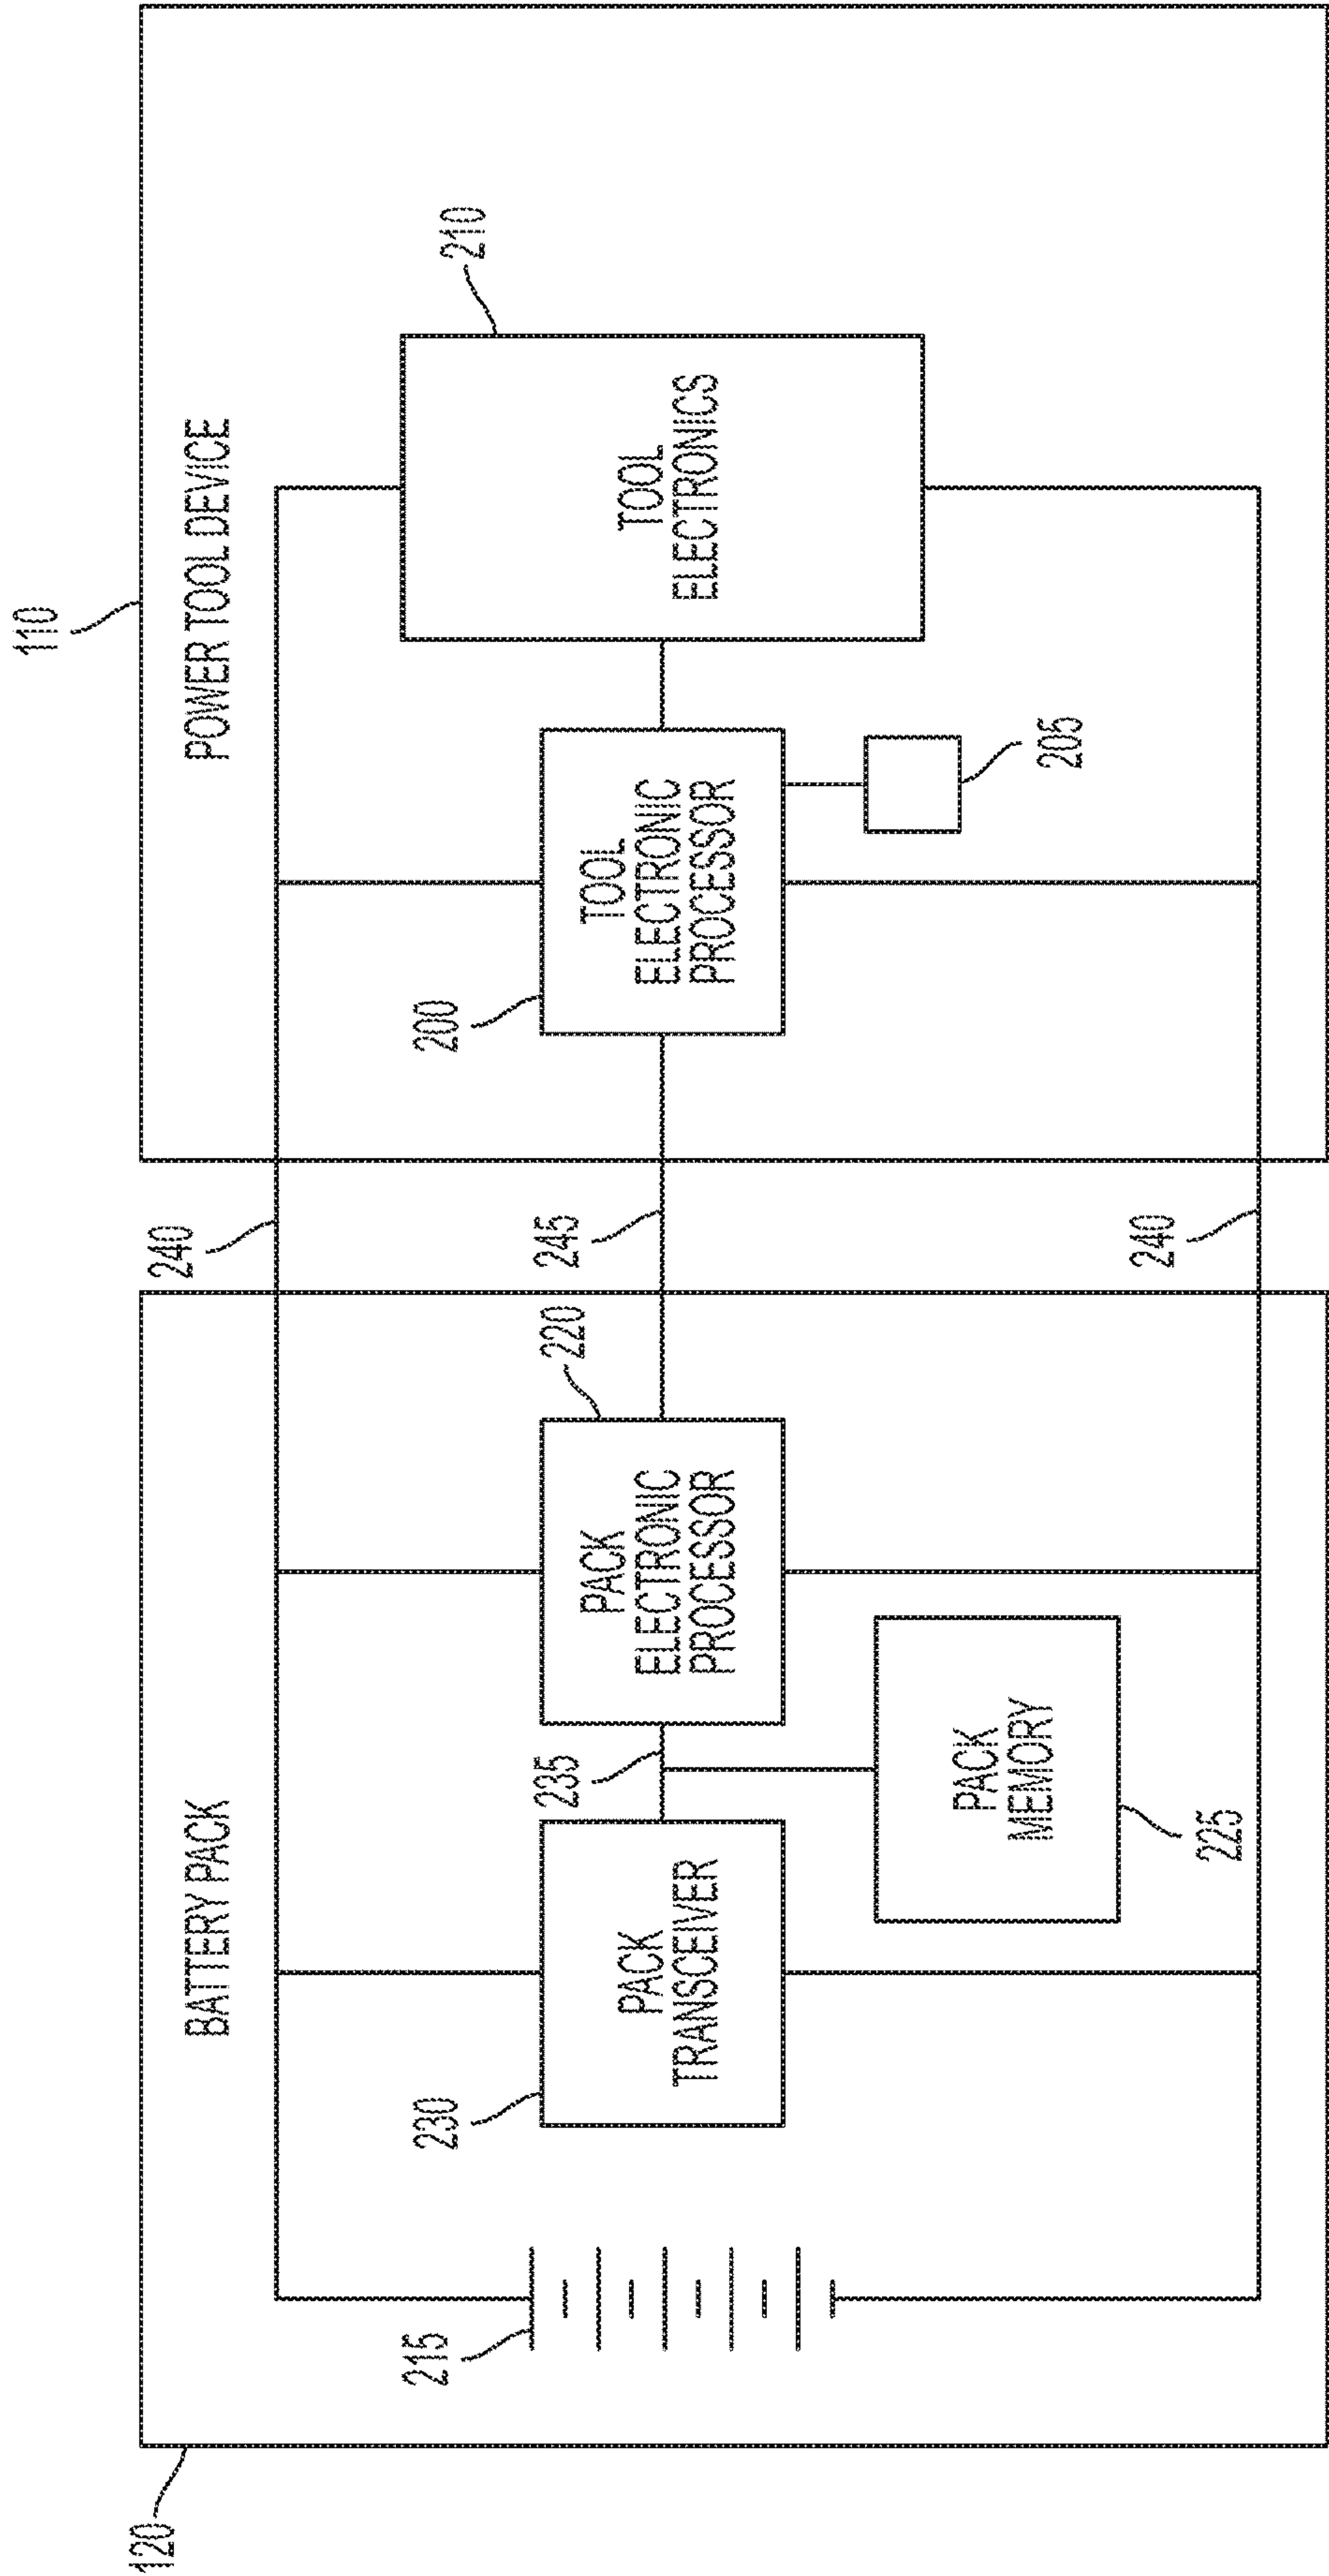 120
BATTERY PACK
215
230
PACK
TRANSCEIVER
235
PACK
ELECTRONIC
PROCESSOR
220
PACK
MEMORY
225
240
245
240
110
POWER TOOL DEVICE
200
TOOL
ELECTRONIC
PROCESSOR
205
TOOL
ELECTRONICS
210